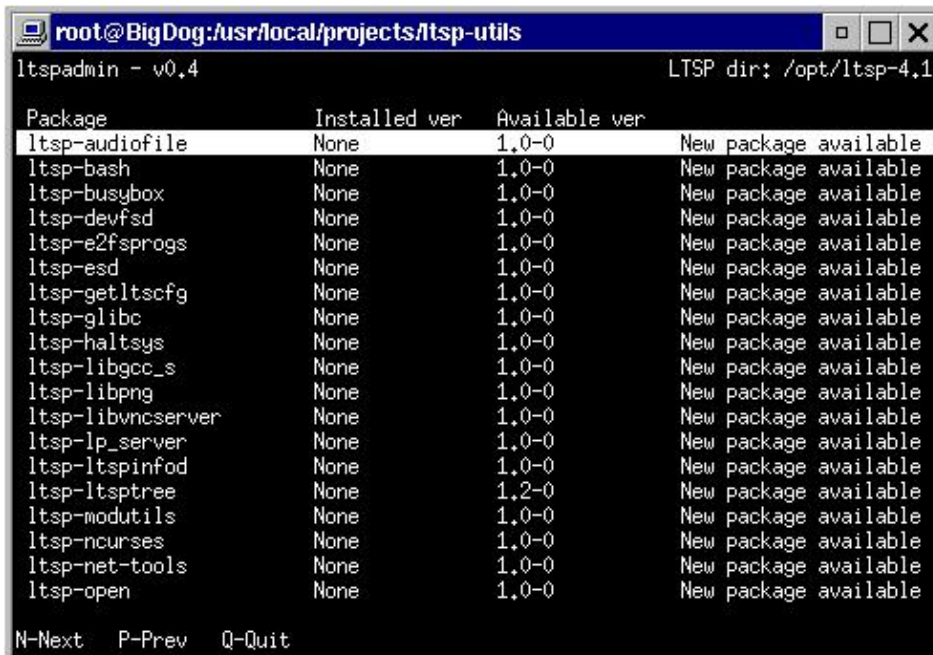 root@BigDog:/usr/local/projects/ltsp-utils
ltspadmin - v0.4 LTSP dir: /opt/ltsp-4.1
Package Installed ver Available ver
ltsp-audiofile None 1.0-0 New package available
ltsp-bash None 1.0-0 New package available
ltsp-busybox None 1.0-0 New package available
ltsp-devfsd None 1.0-0 New package available
ltsp-e2fsprogs None 1.0-0 New package available
ltsp-esd None 1.0-0 New package available
ltsp-getltscfg None 1.0-0 New package available
ltsp-glibc None 1.0-0 New package available
ltsp-haltsys None 1.0-0 New package available
ltsp-libgcc_s None 1.0-0 New package available
ltsp-libpng None 1.0-0 New package available
ltsp-libvncserver None 1.0-0 New package available
ltsp-lp_server None 1.0-0 New package available
ltsp-ltspinfod None 1.0-0 New package available
ltsp-ltsptree None 1.2-0 New package available
ltsp-modutils None 1.0-0 New package available
ltsp-ncurses None 1.0-0 New package available
ltsp-net-tools None 1.0-0 New package available
ltsp-open None 1.0-0 New package available
N-Next P-Prev Q-Quit